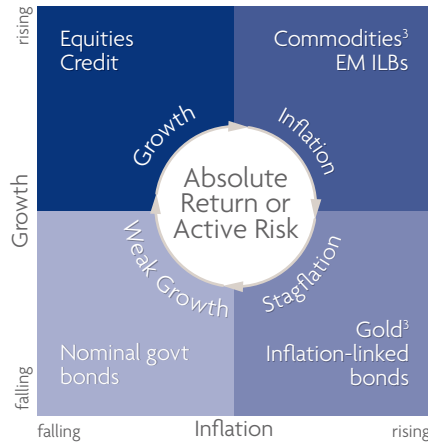 rising
Equities
Credit
Commodities³
EM ILBs
Growth
Inflation
Absolute
Return or
Active Risk
Growth
Weak Growth
Stagflation
Nominal govt
bonds
Gold³
Inflation-linked
bonds
falling
falling
Inflation
rising